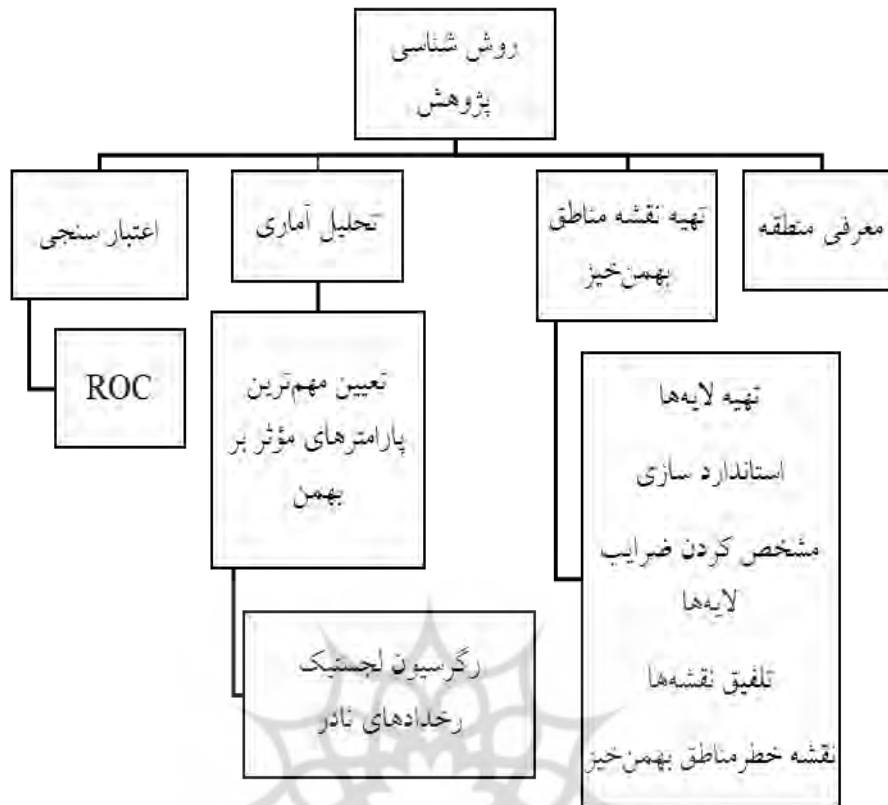 روش شناسی
پژوهش
معرفی منطقه
تهیه نقشه مناطق
بهمن‌خیز
تهیه لایه‌ها
استاندارد سازی
مشخص کردن ضرایب
لایه‌ها
تلفیق نقشه‌ها
نقشه خطر مناطق بهمن‌خیز
تحلیل آماری
تعیین مهم‌ترین
پارامترهای مؤثر بر
بهمن
رگرسیون لجستیک
رخدادهای نادر
اعتبار سنجی
ROC